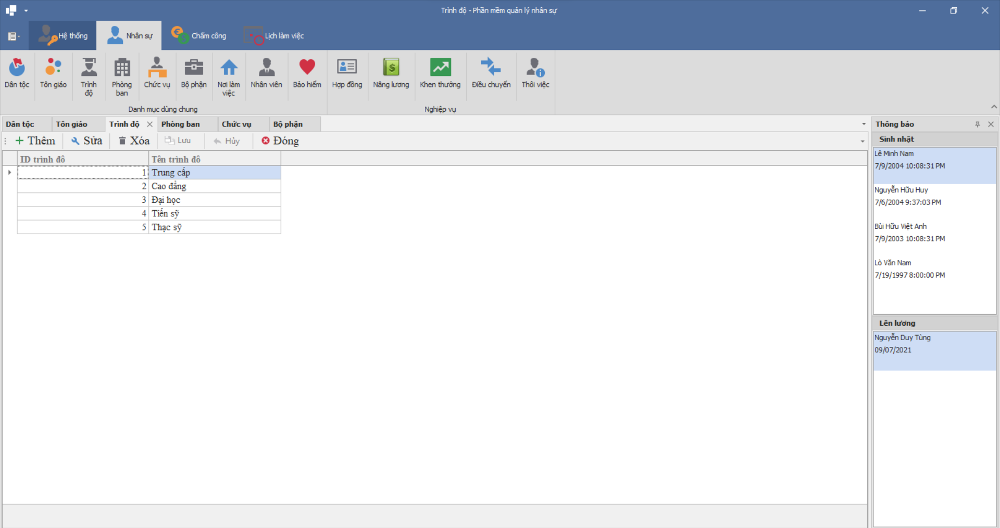 Trình độ - Phần mềm quản lý nhân sự
Hệ thống
Nhân sự
Chấm công
Lịch làm việc
Dân tộc
Tôn giáo
Trình
độ
Phòng
ban
Chức vụ
Bộ phận
Nơi làm
việc
Nhân viên
Bảo hiểm
Hợp đồng
Nâng lương
Khen thưởng
Điều chuyển
Thôi việc
Danh mục dùng chung
Nghiệp vụ
Dân tộc
Tôn giáo
Trình độ
Phòng ban
Chức vụ
Bộ phận
Thêm
Sửa
Xóa
Lưu
Hủy
Đóng
ID trình độ
Tên trình độ
1 Trung cấp
2 Cao đẳng
3 Đại học
4 Tiến sỹ
5 Thạc sỹ
Thông báo
Sinh nhật
Lê Minh Nam
7/9/2004 10:08:31 PM
Nguyễn Hữu Huy
7/6/2004 9:37:03 PM
Bùi Hữu Việt Anh
7/9/2003 10:08:31 PM
Lò Văn Nam
7/19/1997 8:00:00 PM
Lên lương
Nguyễn Duy Tùng
09/07/2021